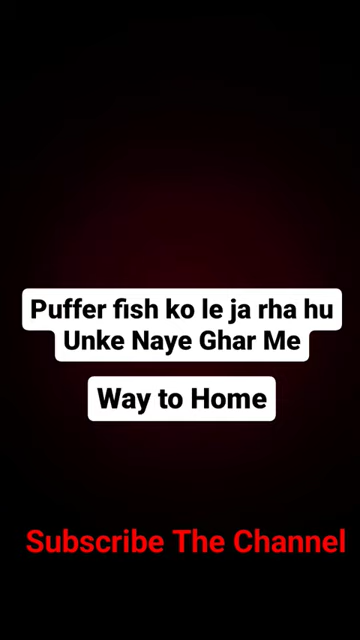 Puffer fish ko le ja rha hu
Unke Naye Ghar Me
Way to Home
Subscribe The Channel